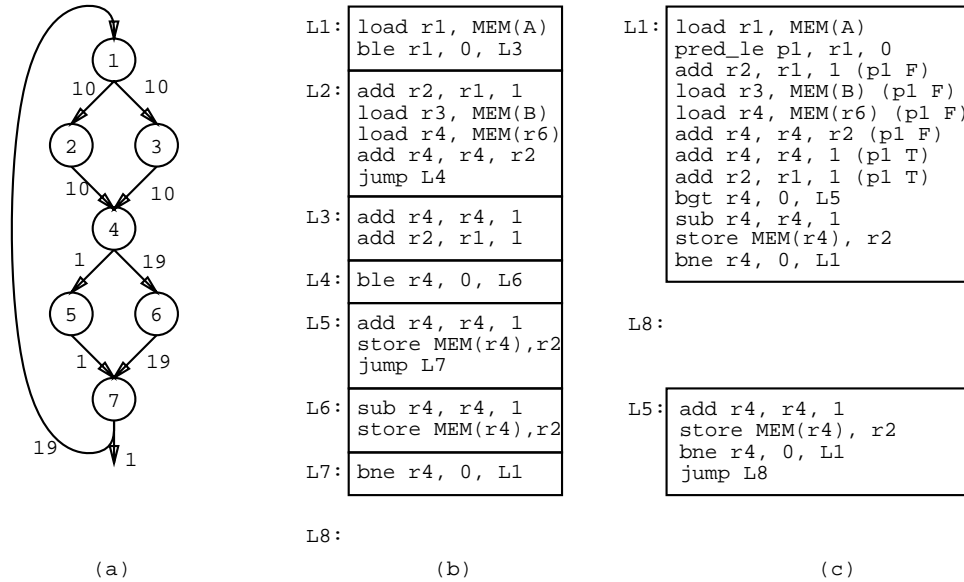 1
10
10
2
3
10
10
4
1
19
5
6
1
19
7
19
1
(a)
L1:
load r1, MEM(A)
ble r1, 0, L3
L2:
add r2, r1, 1
load r3, MEM(B)
load r4, MEM(r6)
add r4, r4, r2
jump L4
L3:
add r4, r4, 1
add r2, r1, 1
L4:
ble r4, 0, L6
L5:
add r4, r4, 1
store MEM(r4),r2
jump L7
L6:
sub r4, r4, 1
store MEM(r4),r2
L7:
bne r4, 0, L1
L8:
(b)
L1:
load r1, MEM(A)
pred_le p1, r1, 0
add r2, r1, 1 (p1 F)
load r3, MEM(B) (p1 F)
load r4, MEM(r6) (p1 F)
add r4, r4, r2 (p1 F)
add r4, r4, 1 (p1 T)
add r2, r1, 1 (p1 T)
bgt r4, 0, L5
sub r4, r4, 1
store MEM(r4), r2
bne r4, 0, L1
L8:
L5:
add r4, r4, 1
store MEM(r4), r2
bne r4, 0, L1
jump L8
(c)